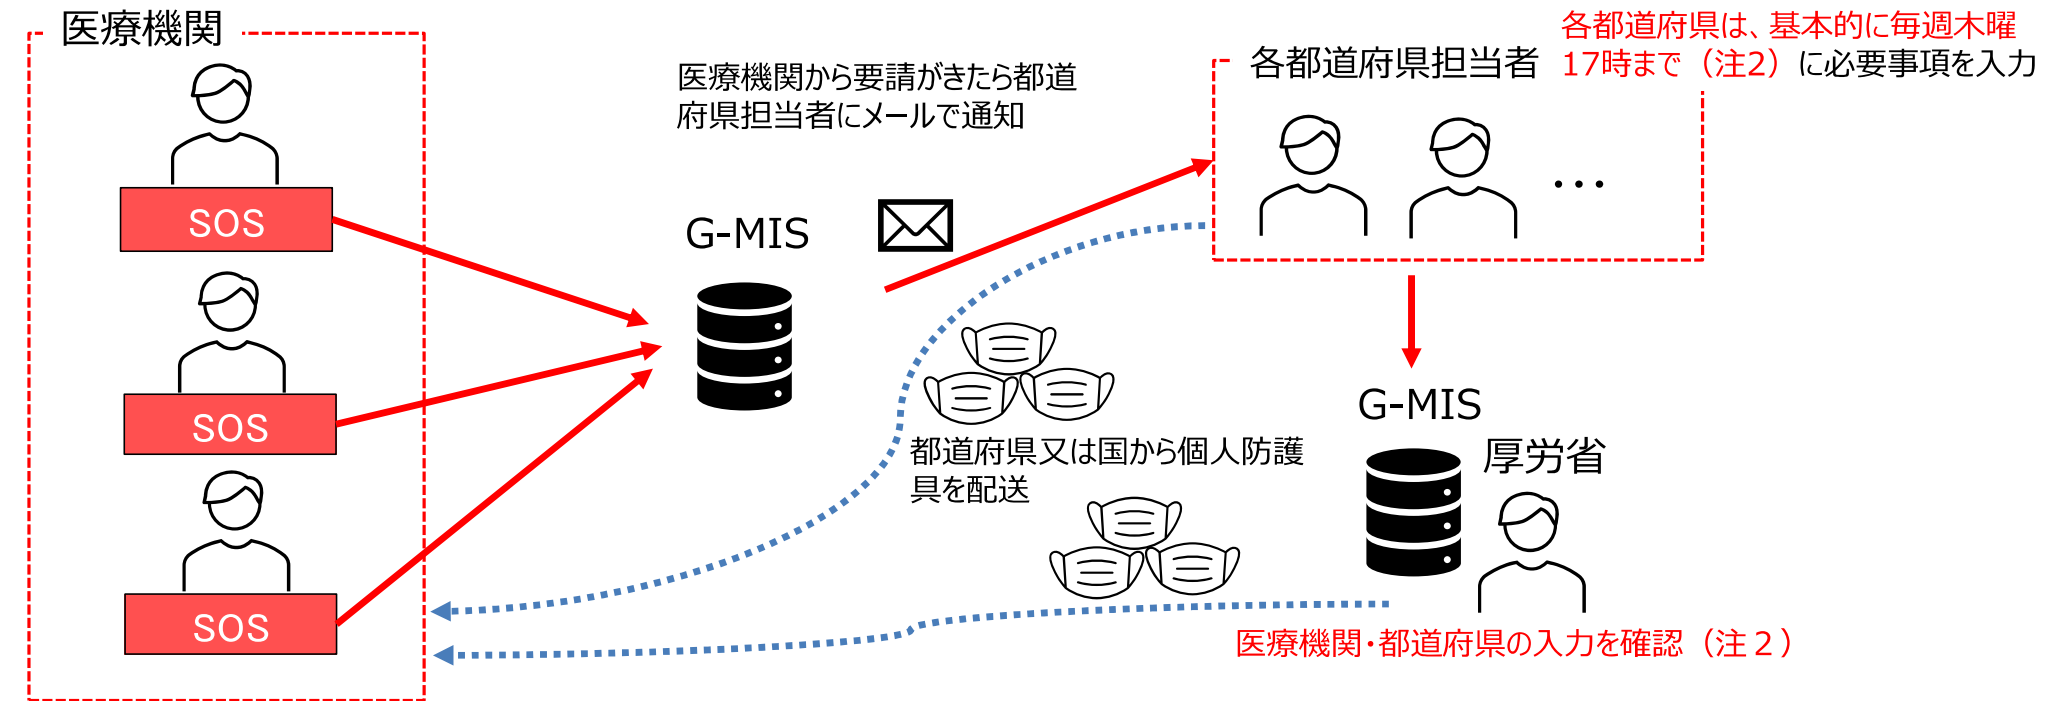 医療機関
SOS
SOS
SOS
医療機関から要請がきたら都道
府県担当者にメールで通知
G-MIS
各都道府県担当者
各都道府県は、基本的に毎週木曜
17時まで（注2）に必要事項を入力
…
都道府県又は国から個人防護
具を配送
G-MIS
厚労省
医療機関・都道府県の入力を確認（注２）